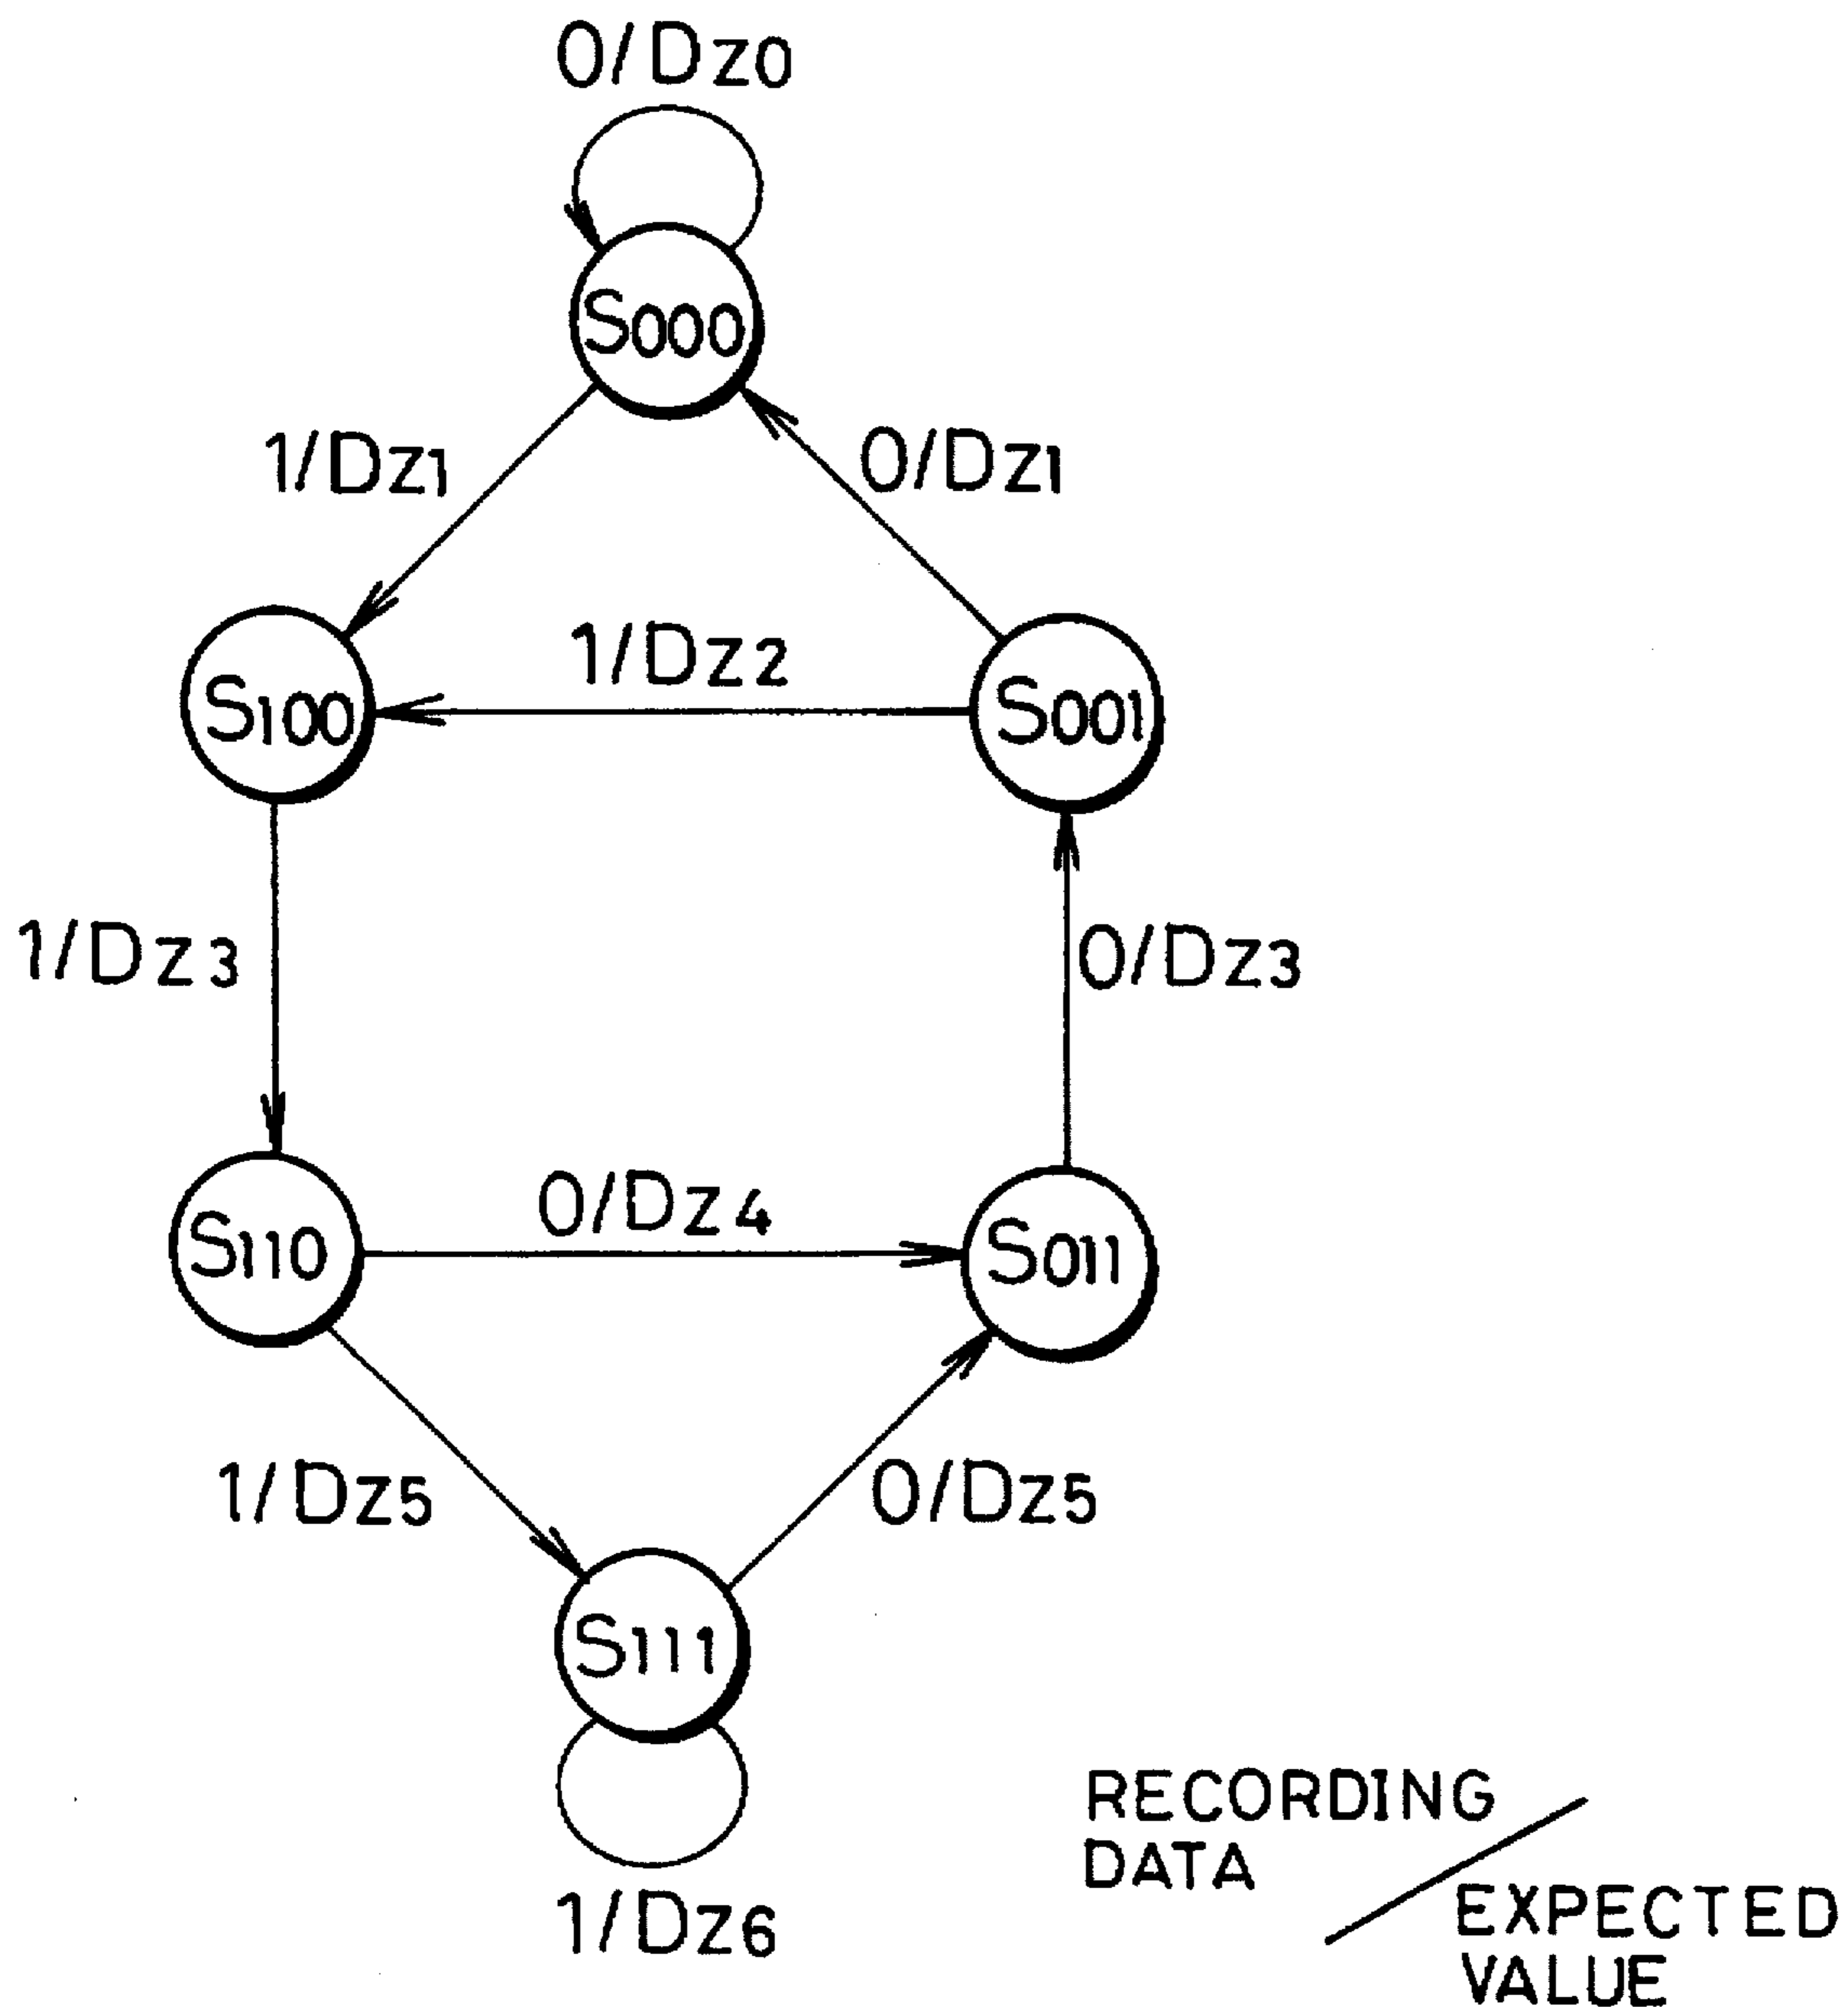 0/Dz0
S000
1/Dz1
0/Dz1
1/Dz2
S100
S001
1/Dz3
0/Dz3
0/Dz4
S110
S011
1/Dz5
0/Dz5
S111
1/Dz6
RECORDING
DATA
/
EXPECTED
VALUE